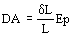 DA = δL/L Ep